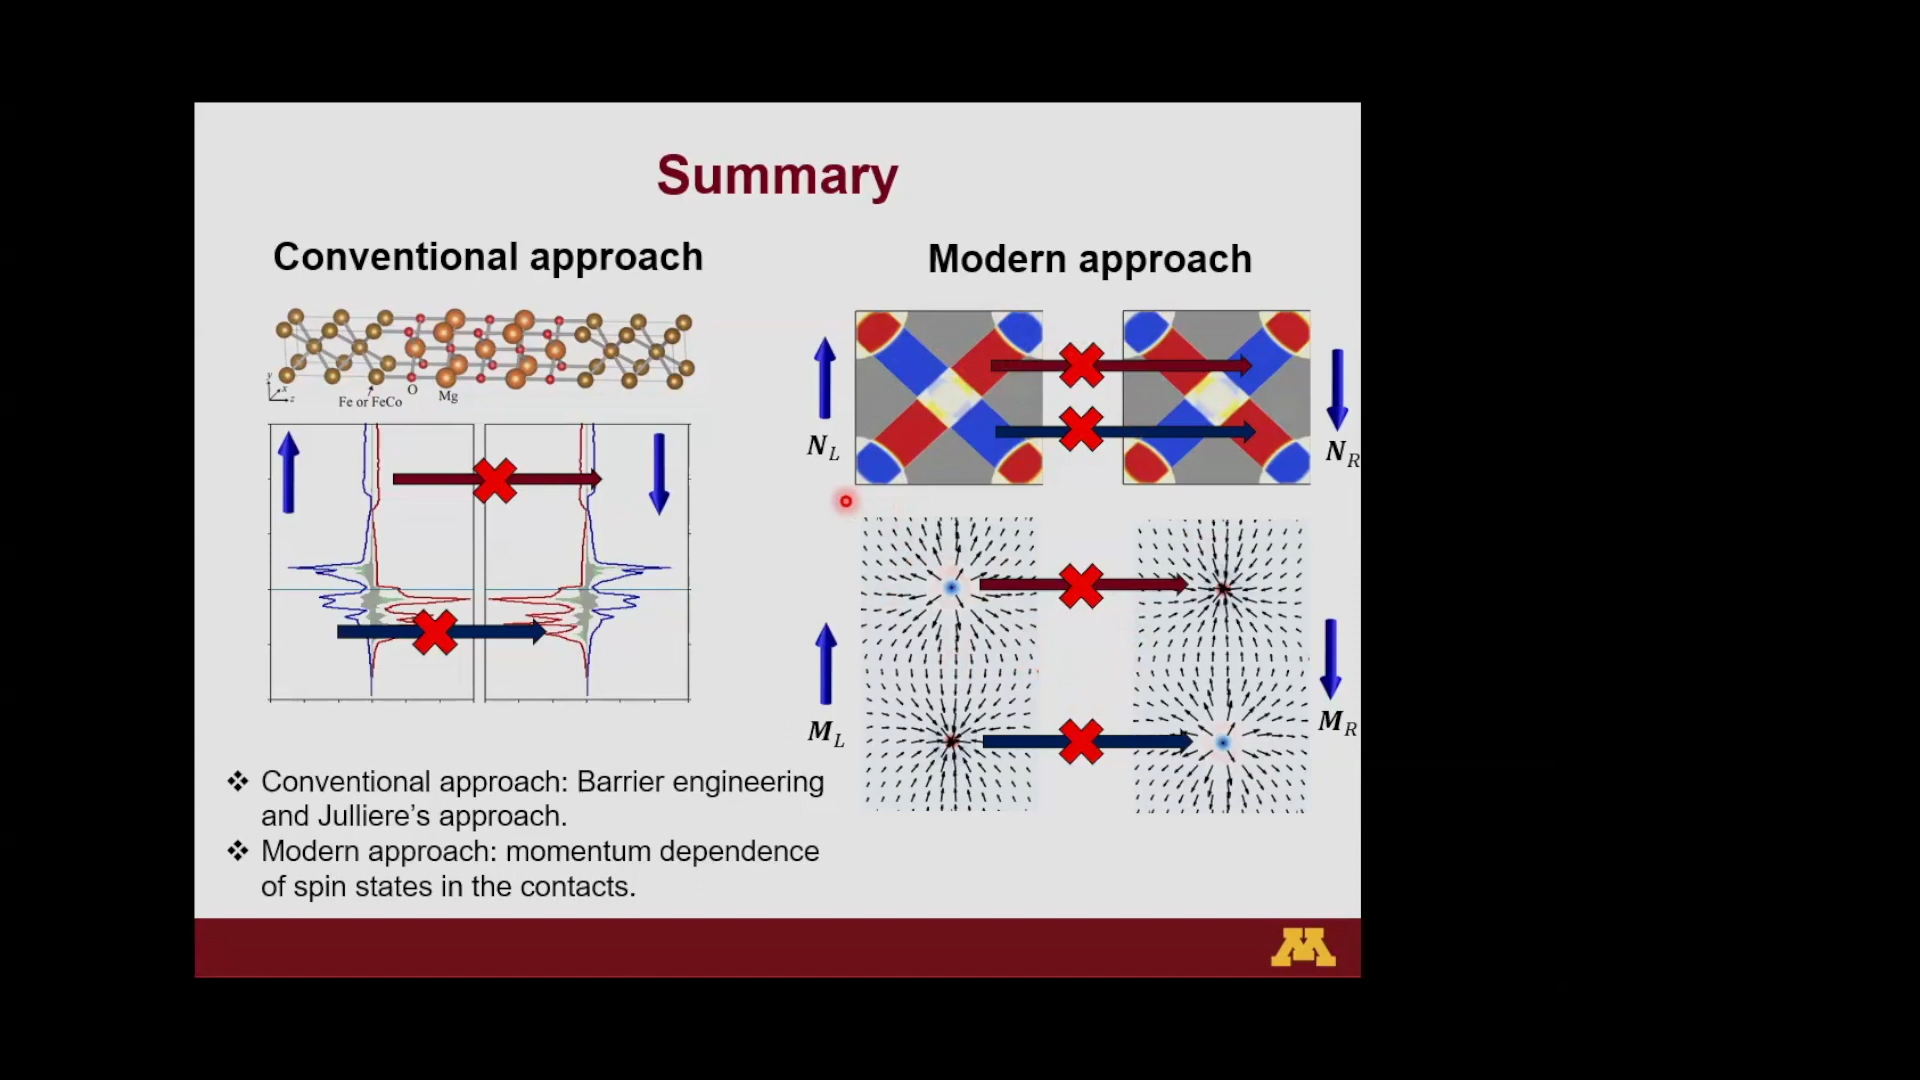 Summary
Conventional approach
Modern approach
y
x
z
Fe or FeCo
O
Mg
N_L
N_R
M_L
M_R
❖ Conventional approach: Barrier engineering
and Julliere’s approach.
❖ Modern approach: momentum dependence
of spin states in the contacts.
M